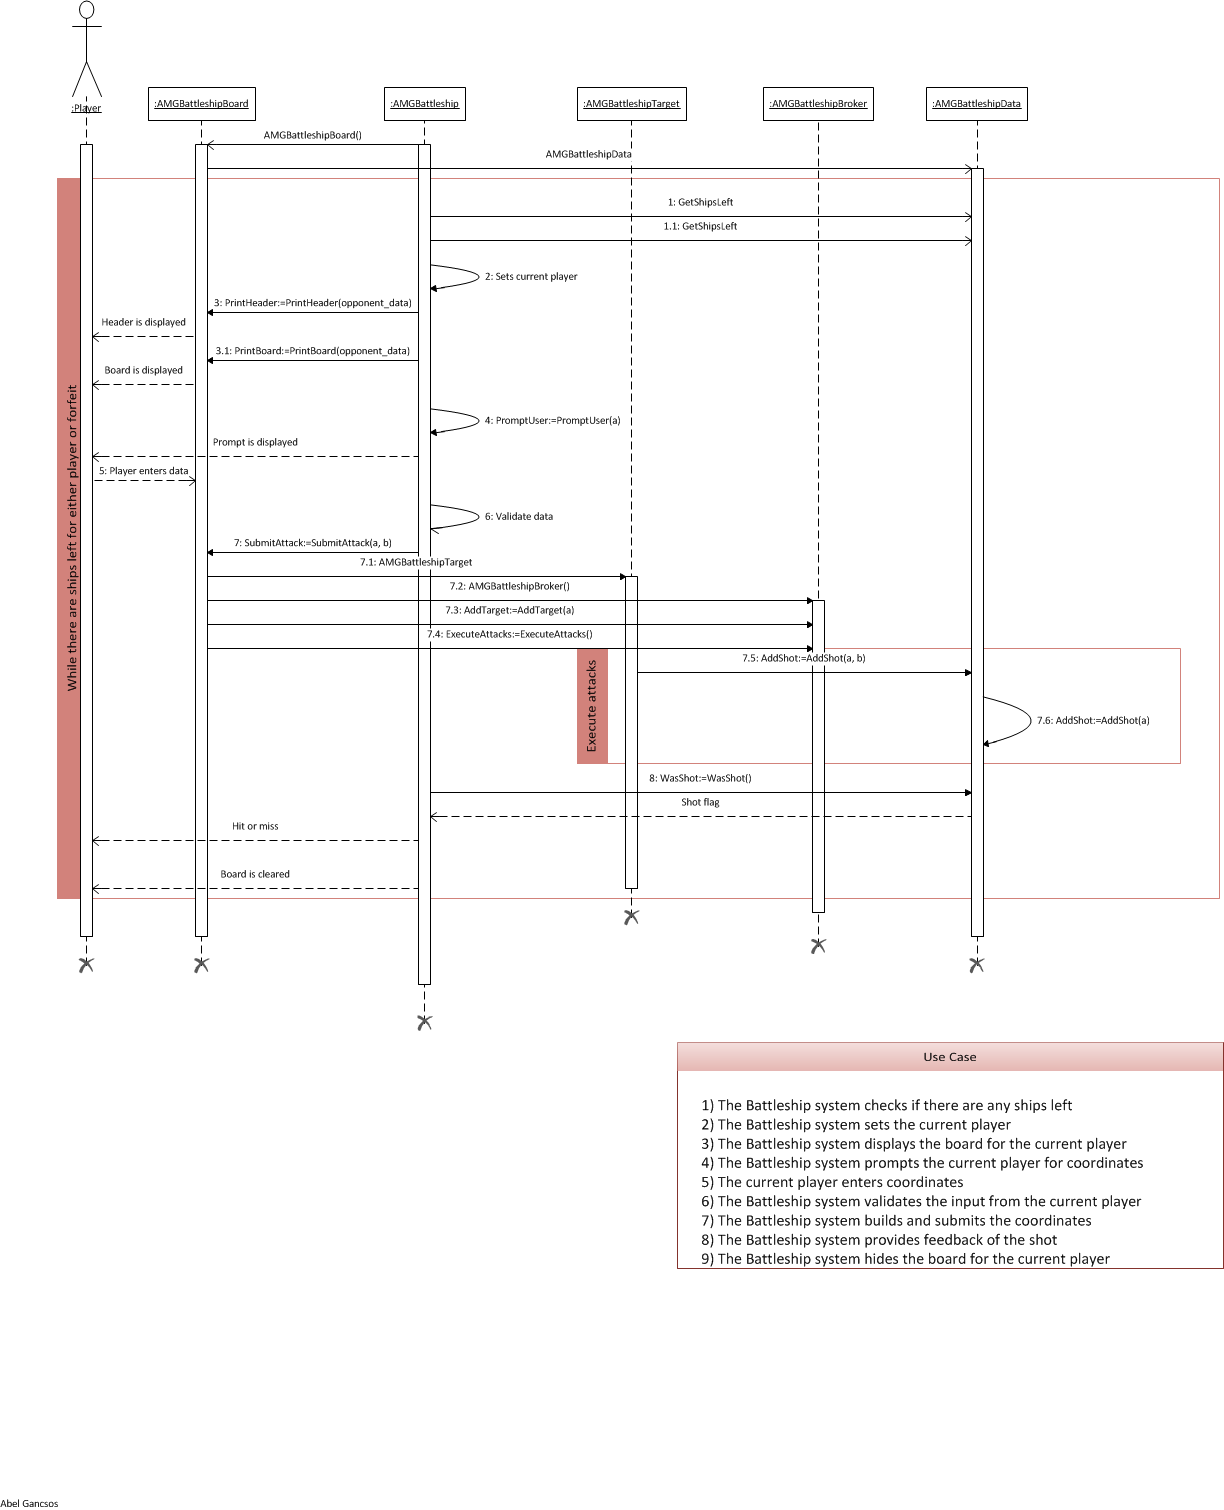 :Player
:AMGBattleshipBoard
:AMGBattleship
:AMGBattleshipTarget
:AMGBattleshipBroker
:AMGBattleshipData
AMGBattleshipBoard()
AMGBattleshipData
While there are ships left for either player or forfeit
1: GetShipsLeft
1.1: GetShipsLeft
2: Sets current player
3: PrintHeader:=PrintHeader(opponent_data)
Header is displayed
3.1: PrintBoard:=PrintBoard(opponent_data)
Board is displayed
4: PromptUser:=PromptUser(a)
Prompt is displayed
5: Player enters data
6: Validate data
7: SubmitAttack:=SubmitAttack(a, b)
7.1: AMGBattleshipTarget
7.2: AMGBattleshipBroker()
7.3: AddTarget:=AddTarget(a)
7.4: ExecuteAttacks:=ExecuteAttacks()
Execute attacks
7.5: AddShot:=AddShot(a, b)
7.6: AddShot:=AddShot(a)
8: WasShot:=WasShot()
Shot flag
Hit or miss
Board is cleared
Use Case
1) The Battleship system checks if there are any ships left
2) The Battleship system sets the current player
3) The Battleship system displays the board for the current player
4) The Battleship system prompts the current player for coordinates
5) The current player enters coordinates
6) The Battleship system validates the input from the current player
7) The Battleship system builds and submits the coordinates
8) The Battleship system provides feedback of the shot
9) The Battleship system hides the board for the current player
Abel Gancsos